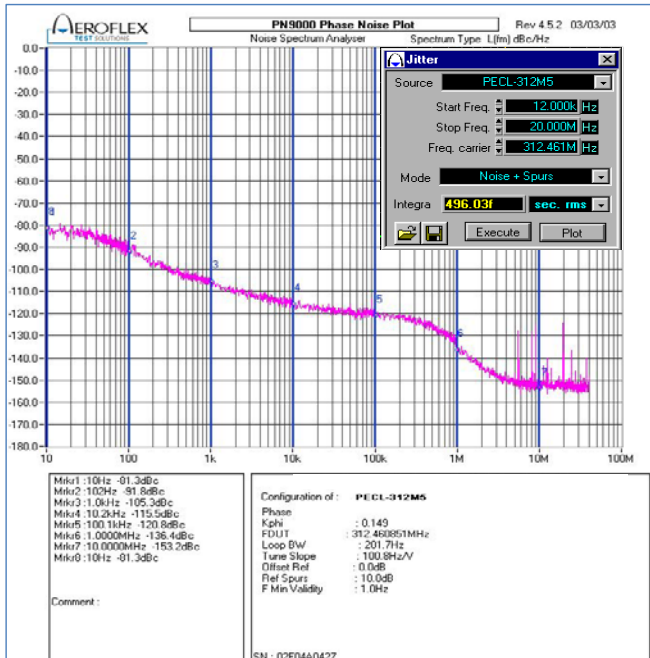 AEROFLEX
TEST SOLUTIONS
PN9000 Phase Noise Plot
Rev 4.5.2 03/03/03
Noise Spectrum Analyser
Spectrum Type L(fm) dBc/Hz
Jitter
Source PECL-312M5
Start Freq. 12.000k Hz
Stop Freq. 20.000M Hz
Freq. carrier 312.461M Hz
Mode Noise + Spurs
Integra 496.03f sec. rms
Execute Plot
0.0
-10.0
-20.0
-30.0
-40.0
-50.0
-60.0
-70.0
-80.0
-90.0
-100.0
-110.0
-120.0
-130.0
-140.0
-150.0
-160.0
-170.0
-180.0
2
3
4
5
6
10 100 1k 10k 100k 1M 10M 100M
Mrkr1 :10Hz -81.3dBc
Mrkr2 :102Hz -91.8dBc
Mrkr3 :1.0kHz -105.3dBc
Mrkr4 :10.2kHz -115.5dBc
Mrkr5 :100.1kHz -120.8dBc
Mrkr6 :1.0000MHz -136.4dBc
Mrkr7 :10.0000MHz -153.2dBc
Mrkr8 :10Hz -81.3dBc
Comment :
Configuration of : PECL-312M5
Phase
Kphi : 0.149
FDUT : 312.460851MHz
Loop BW : 201.7Hz
Tune Slope : 100.8Hz/V
Offset Ref : 0.0dB
Ref Spurs : 10.0dB
F Min Validity : 1.0Hz